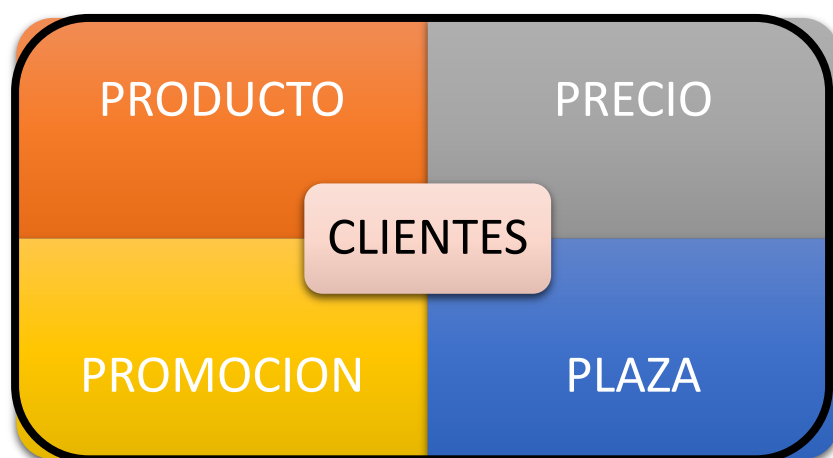 PRODUCTO
PRECIO
CLIENTES
PROMOCION
PLAZA